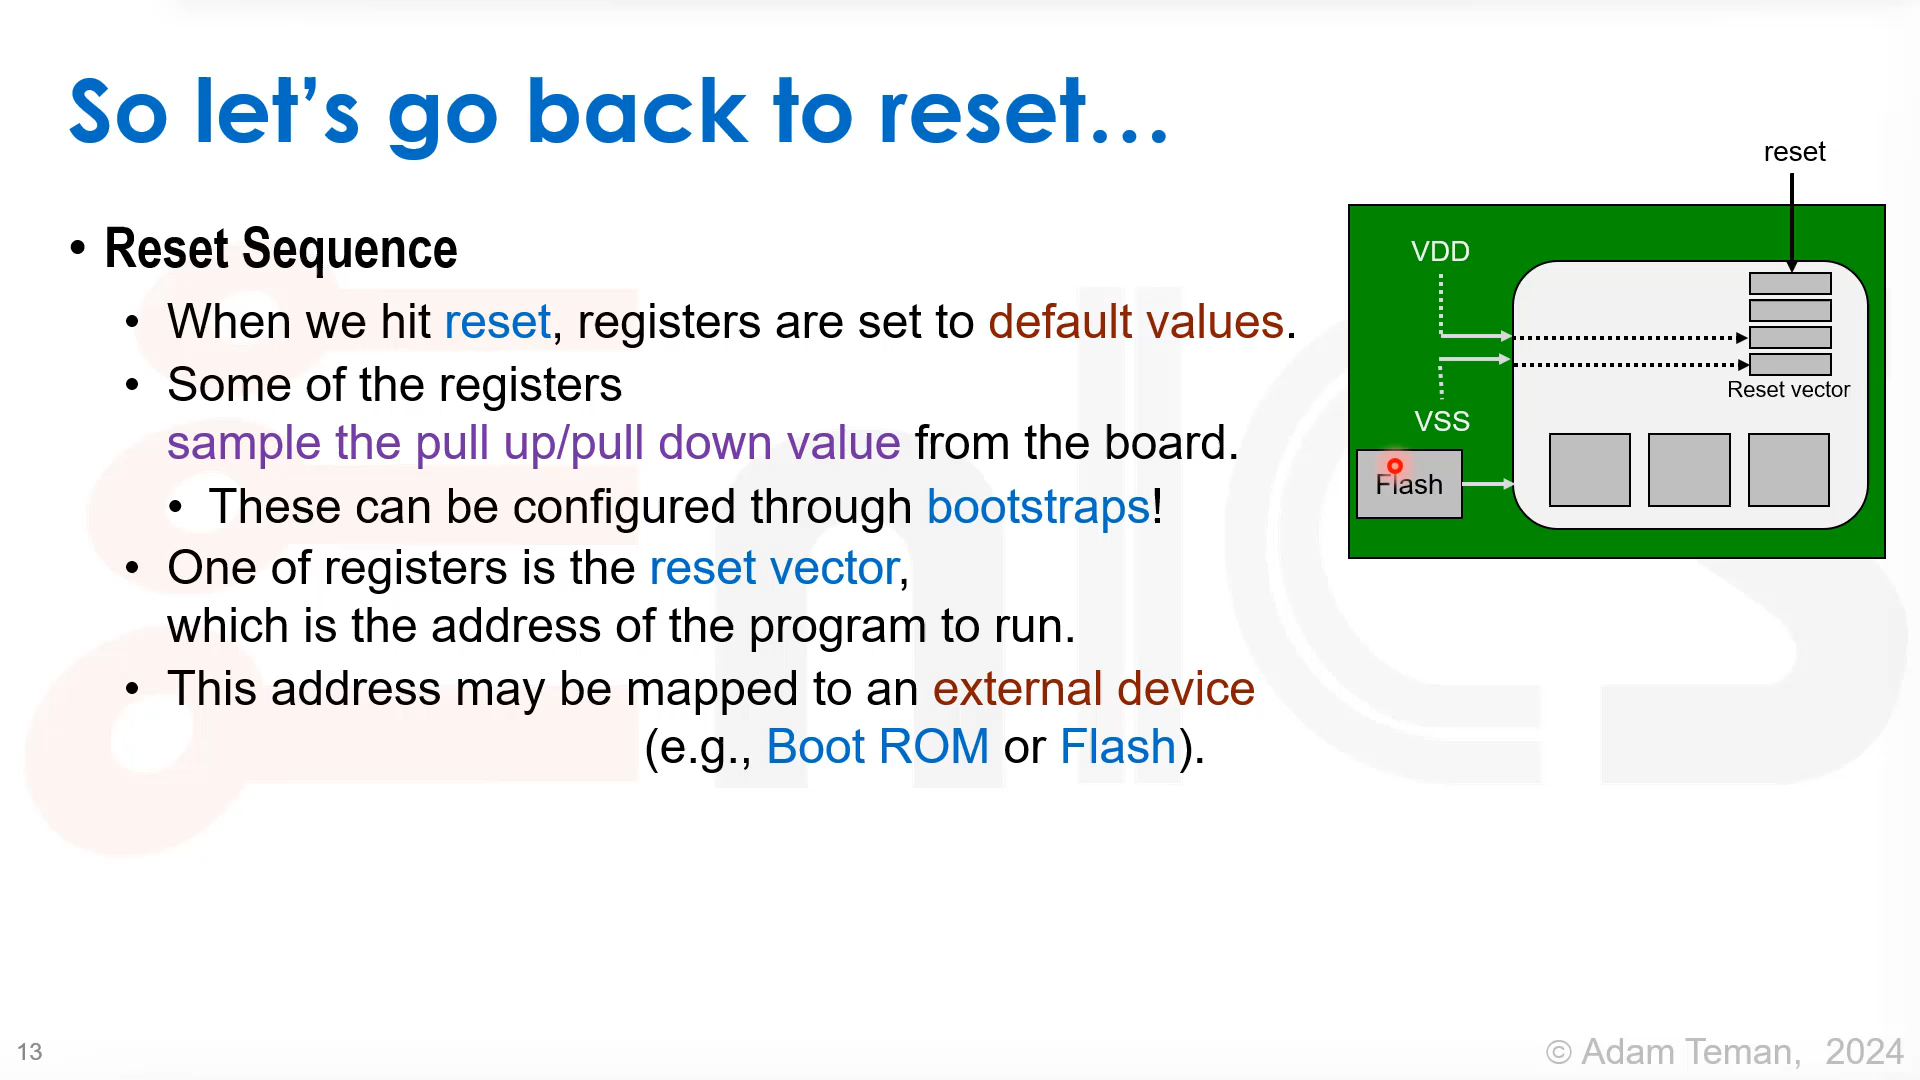 So let's go back to reset…
• Reset Sequence
• When we hit reset, registers are set to default values.
• Some of the registers
sample the pull up/pull down value from the board.
• These can be configured through bootstraps!
• One of registers is the reset vector,
which is the address of the program to run.
• This address may be mapped to an external device
(e.g., Boot ROM or Flash).
reset
VDD
Reset vector
VSS
Flash
EnICS
13
© Adam Teman, 2024